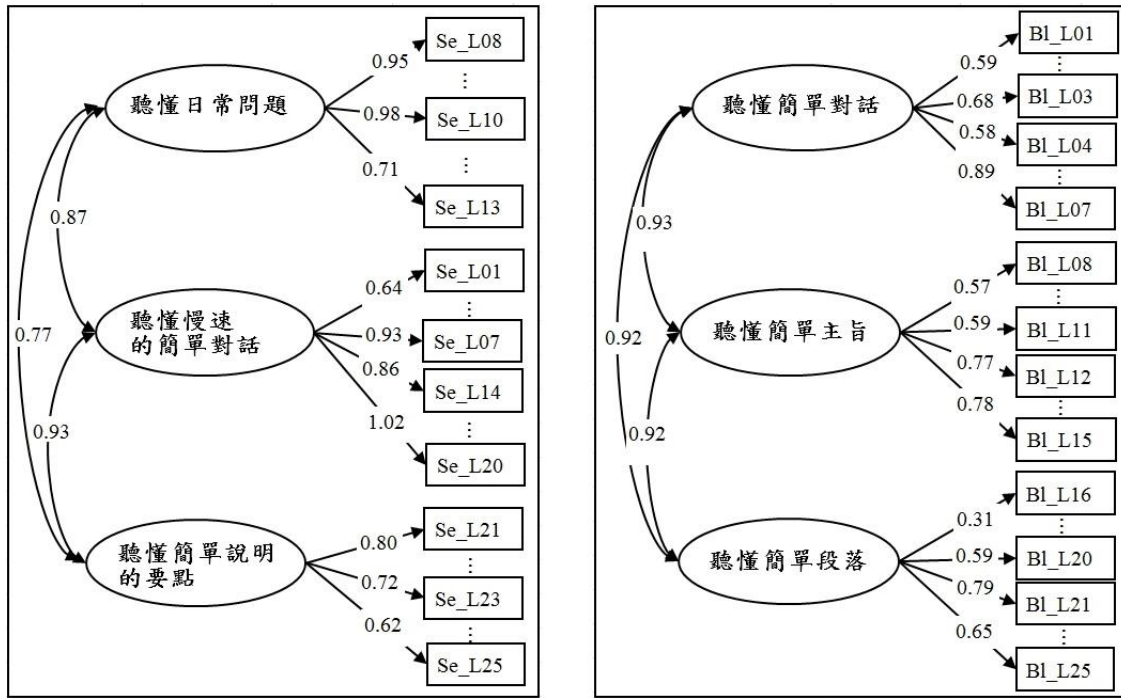 Se_L08
0.95
⋮
聽懂日常問題
0.98
Se_L10
0.71
⋮
Se_L13
0.87
Se_L01
0.64
⋮
聽懂慢速
的簡單對話
0.93
Se_L07
0.77
0.86
Se_L14
1.02
⋮
0.93
Se_L20
聽懂簡單說明
的要點
0.80
Se_L21
⋮
0.72
Se_L23
0.62
⋮
Se_L25
Bl_L01
0.59
⋮
聽懂簡單對話
0.68
Bl_L03
0.58
Bl_L04
0.89
⋮
Bl_L07
0.93
Bl_L08
0.57
⋮
聽懂簡單主旨
0.59
Bl_L11
0.92
0.77
Bl_L12
0.78
⋮
Bl_L15
0.92
Bl_L16
0.31
⋮
聽懂簡單段落
0.59
Bl_L20
0.79
Bl_L21
0.65
⋮
Bl_L25